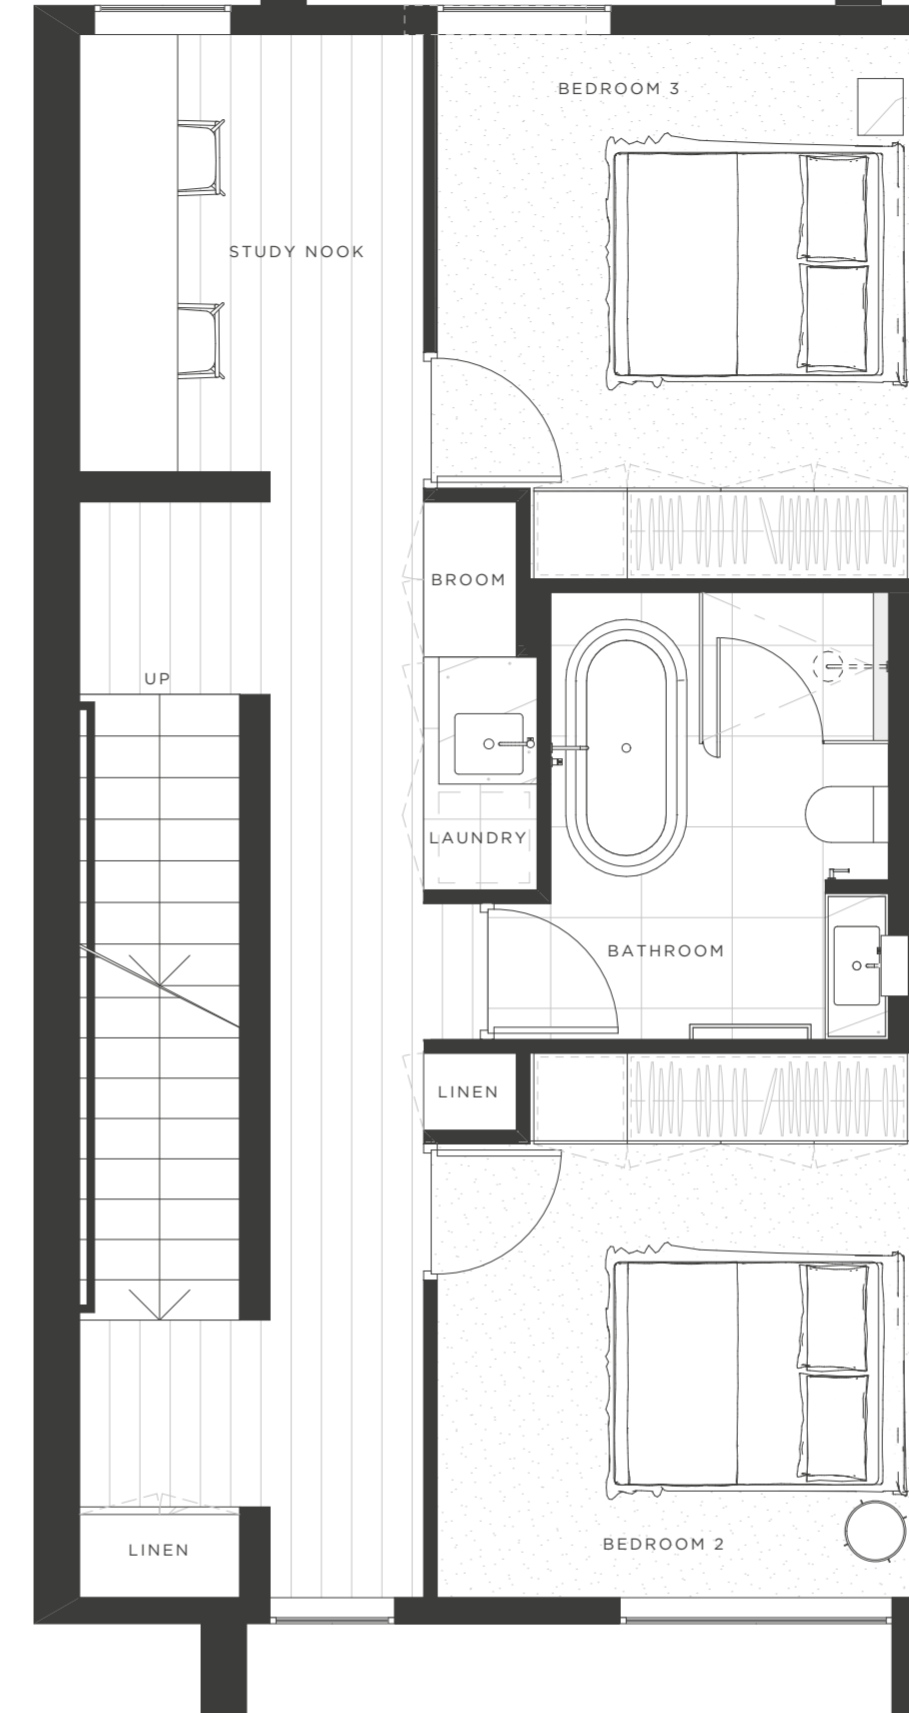 BEDROOM 3
STUDY NOOK
BROOM
UP
LAUNDRY
BATHROOM
LINEN
BEDROOM 2
LINEN